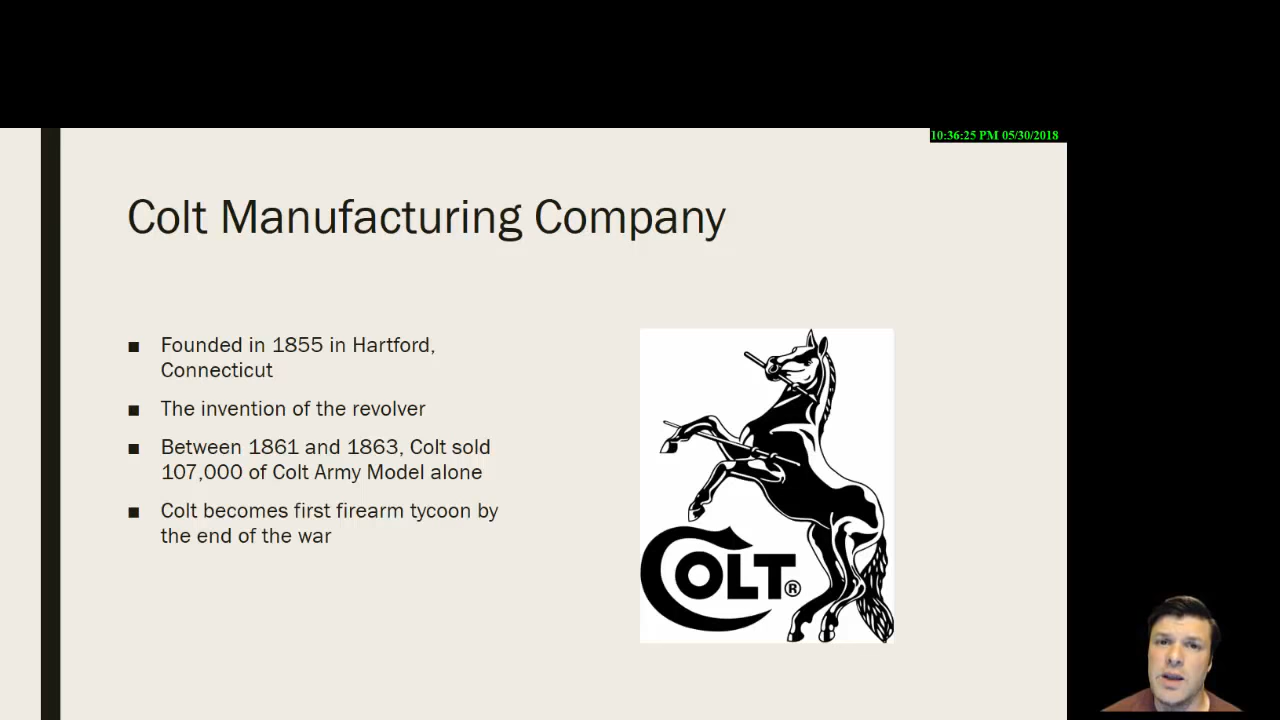 10:36:25 PM 05/30/2018
Colt Manufacturing Company
■ Founded in 1855 in Hartford,
Connecticut
■ The invention of the revolver
■ Between 1861 and 1863, Colt sold
107,000 of Colt Army Model alone
■ Colt becomes first firearm tycoon by
the end of the war
COLT®